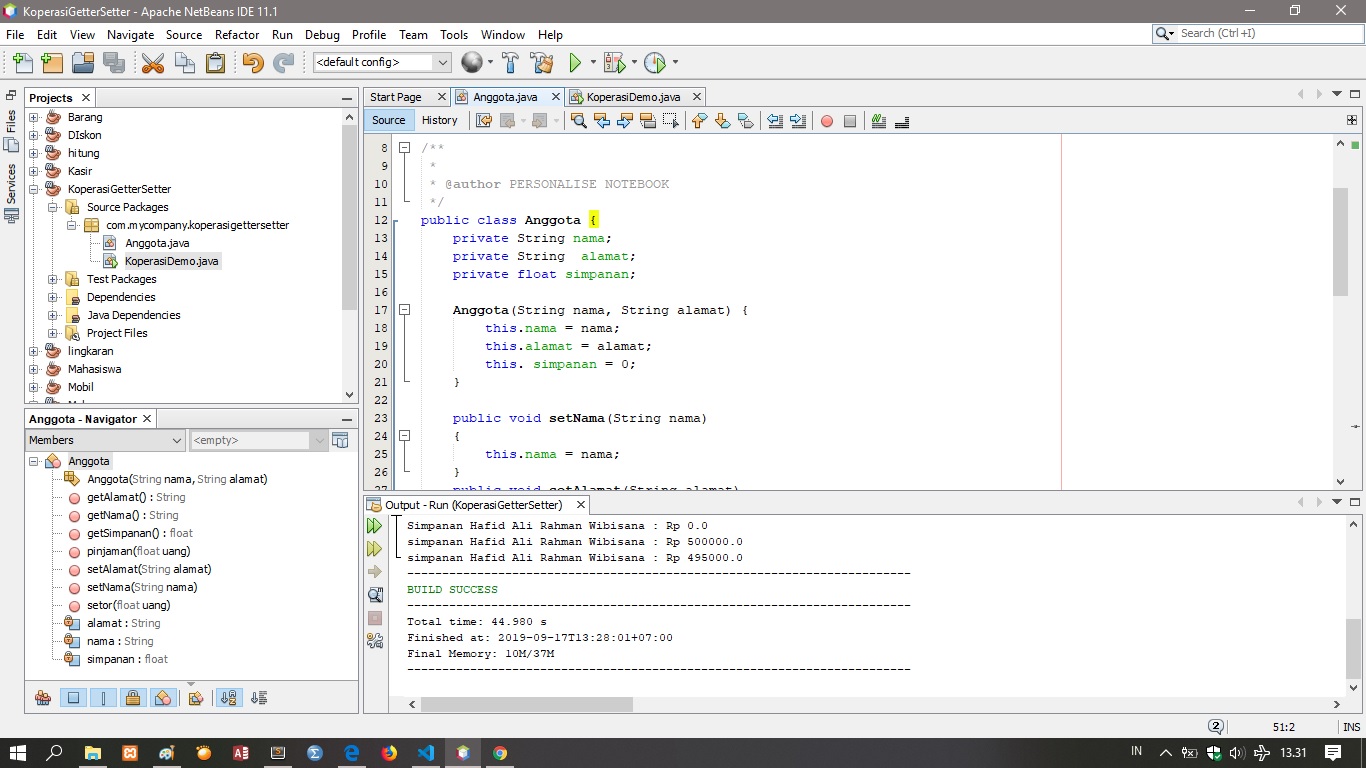 KoperasiGetterSetter - Apache NetBeans IDE 11.1
File Edit View Navigate Source Refactor Run Debug Profile Team Tools Window Help
Search (Ctrl+I)
<default config>
Files
Services
Projects
Barang
DIskon
hitung
Kasir
KoperasiGetterSetter
Source Packages
com.mycompany.koperasigettersetter
Anggota.java
KoperasiDemo.java
Test Packages
Dependencies
Java Dependencies
Project Files
lingkaran
Mahasiswa
Mobil
Anggota - Navigator
Members
<empty>
Anggota
Anggota(String nama, String alamat)
getAlamat() : String
getNama() : String
getSimpanan() : float
pinjaman(float uang)
setAlamat(String alamat)
setNama(String nama)
setor(float uang)
alamat : String
nama : String
simpanan : float
Start Page Anggota.java KoperasiDemo.java
Source History
8 /**
9 *
10 * @author PERSONALISE NOTEBOOK
11 */
12 public class Anggota {
13 private String nama;
14 private String  alamat;
15 private float simpanan;
16
17 Anggota(String nama, String alamat) {
18 this.nama = nama;
19 this.alamat = alamat;
20 this. simpanan = 0;
21 }
22
23 public void setNama(String nama)
24 {
25 this.nama = nama;
26 }
27 public void setAlamat(String alamat)
Output - Run (KoperasiGetterSetter)
Simpanan Hafid Ali Rahman Wibisana : Rp 0.0
simpanan Hafid Ali Rahman Wibisana : Rp 500000.0
simpanan Hafid Ali Rahman Wibisana : Rp 495000.0
------------------------------------------------------------------------
BUILD SUCCESS
------------------------------------------------------------------------
Total time: 44.980 s
Finished at: 2019-09-17T13:28:01+07:00
Final Memory: 10M/37M
------------------------------------------------------------------------
2 51:2 INS
IN 13.31